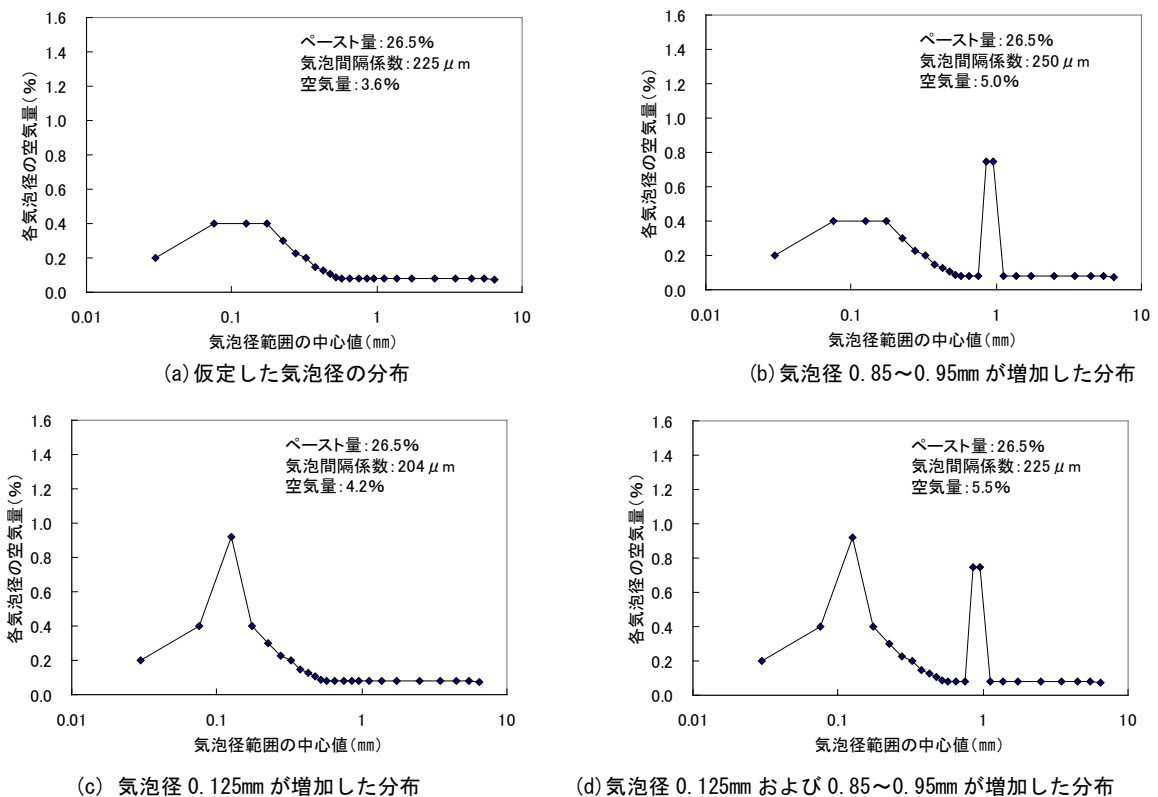 1.6
1.4
1.2
1.0
0.8
0.6
0.4
0.2
0.0
各気泡径の空気量(%)
ペースト量:26.5%
気泡間隔係数:225μm
空気量:3.6%
0.01
0.1
1
10
気泡径範囲の中心値(㎜)
(a)仮定した気泡径の分布
1.6
1.4
1.2
1.0
0.8
0.6
0.4
0.2
0.0
各気泡径の空気量(%)
ペースト量:26.5%
気泡間隔係数:250μm
空気量:5.0%
0.01
0.1
1
10
気泡径範囲の中心値(㎜)
(b)気泡径 0.85～0.95mm が増加した分布
1.6
1.4
1.2
1.0
0.8
0.6
0.4
0.2
0.0
各気泡径の空気量(%)
ペースト量:26.5%
気泡間隔係数:204μm
空気量:4.2%
0.01
0.1
1
10
気泡径範囲の中心値(㎜)
(c) 気泡径 0.125mm が増加した分布
1.6
1.4
1.2
1.0
0.8
0.6
0.4
0.2
0.0
各気泡径の空気量(%)
ペースト量:26.5%
気泡間隔係数:225μm
空気量:5.5%
0.01
0.1
1
10
気泡径範囲の中心値(㎜)
(d)気泡径 0.125mm および 0.85～0.95mm が増加した分布